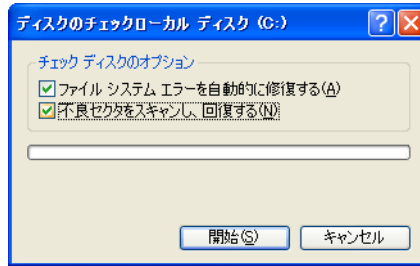 ディスクのチェックローカル ディスク (C:)
チェック ディスクのオプション
ファイル システム エラーを自動的に修復する(A)
不良セクタをスキャンし、回復する(N)
開始(S)
キャンセル